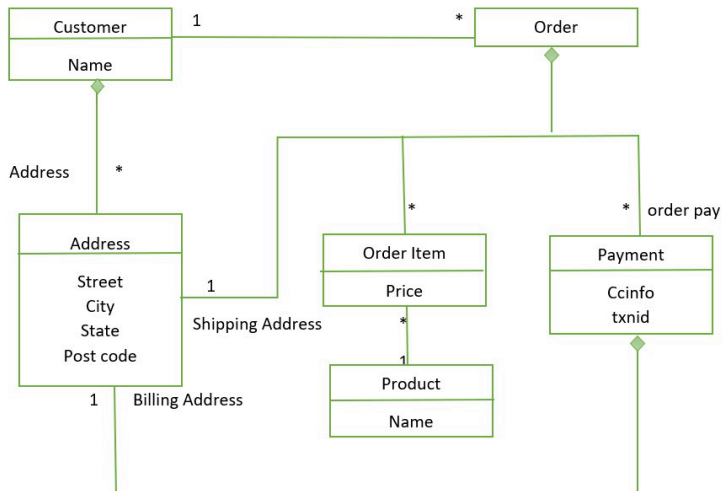 Customer
1
*
Order
Name
Address
*
*
*
order pay
Address
Order Item
Payment
Street
City
State
Post code
1
Price
Ccinfo
txnid
Shipping Address
*
1
Product
1
Billing Address
Name